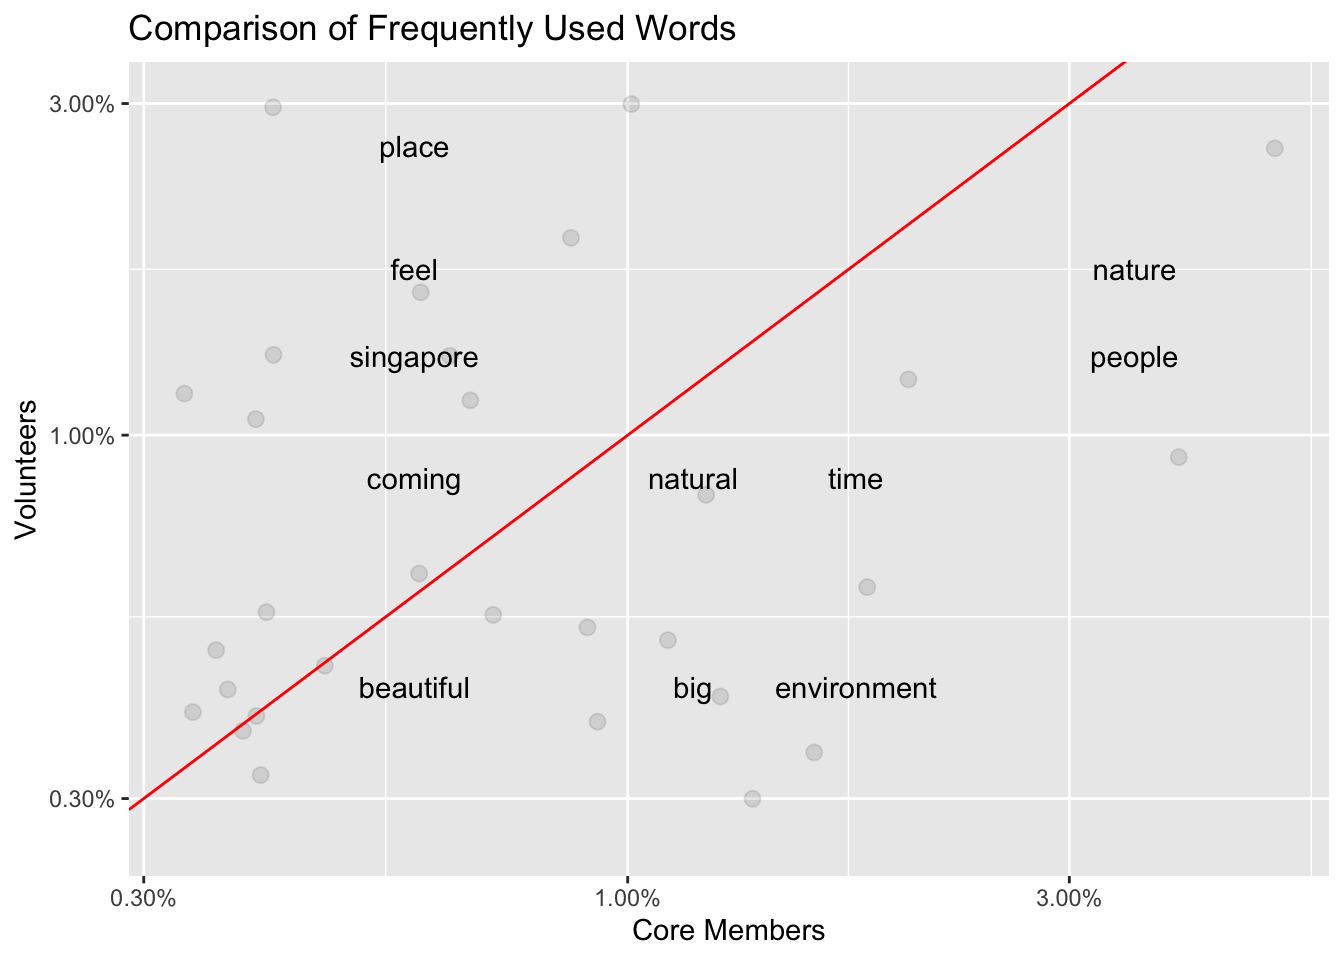 Comparison of Frequently Used Words
3.00%
place
feel
nature
singapore
people
1.00%
coming
natural
time
Volunteers
beautiful
big
environment
0.30%
0.30%
1.00%
3.00%
Core Members